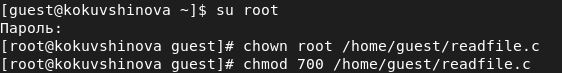 [guest@kokuvshinova ~]$ su root
Пароль:
[root@kokuvshinova guest]# chown root /home/guest/readfile.c
[root@kokuvshinova guest]# chmod 700 /home/guest/readfile.c